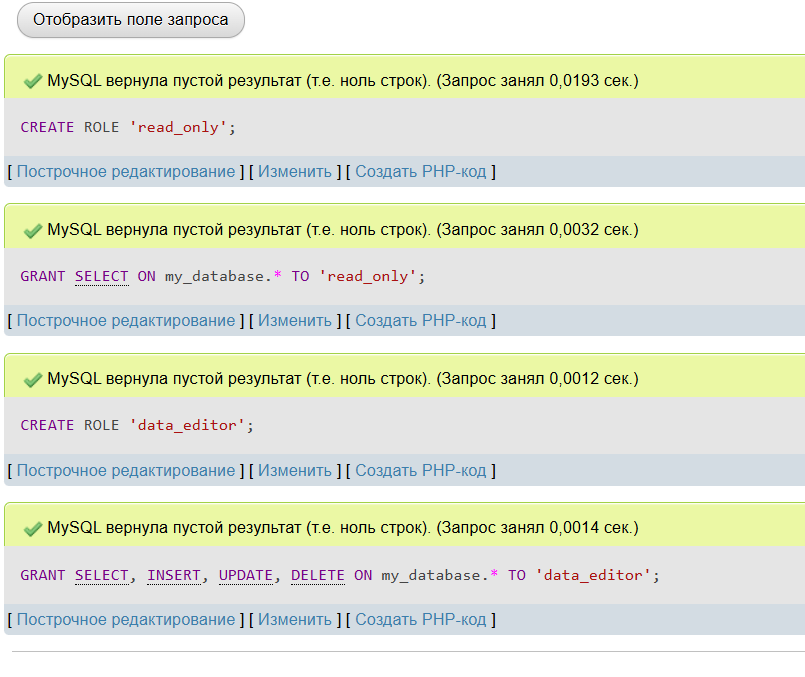 Отобразить поле запроса
MySQL вернула пустой результат (т.е. ноль строк). (Запрос занял 0,0193 сек.)
CREATE ROLE 'read_only';
[ Построчное редактирование ] [ Изменить ] [ Создать PHP-код ]
MySQL вернула пустой результат (т.е. ноль строк). (Запрос занял 0,0032 сек.)
GRANT SELECT ON my_database.* TO 'read_only';
[ Построчное редактирование ] [ Изменить ] [ Создать PHP-код ]
MySQL вернула пустой результат (т.е. ноль строк). (Запрос занял 0,0012 сек.)
CREATE ROLE 'data_editor';
[ Построчное редактирование ] [ Изменить ] [ Создать PHP-код ]
MySQL вернула пустой результат (т.е. ноль строк). (Запрос занял 0,0014 сек.)
GRANT SELECT, INSERT, UPDATE, DELETE ON my_database.* TO 'data_editor';
[ Построчное редактирование ] [ Изменить ] [ Создать PHP-код ]